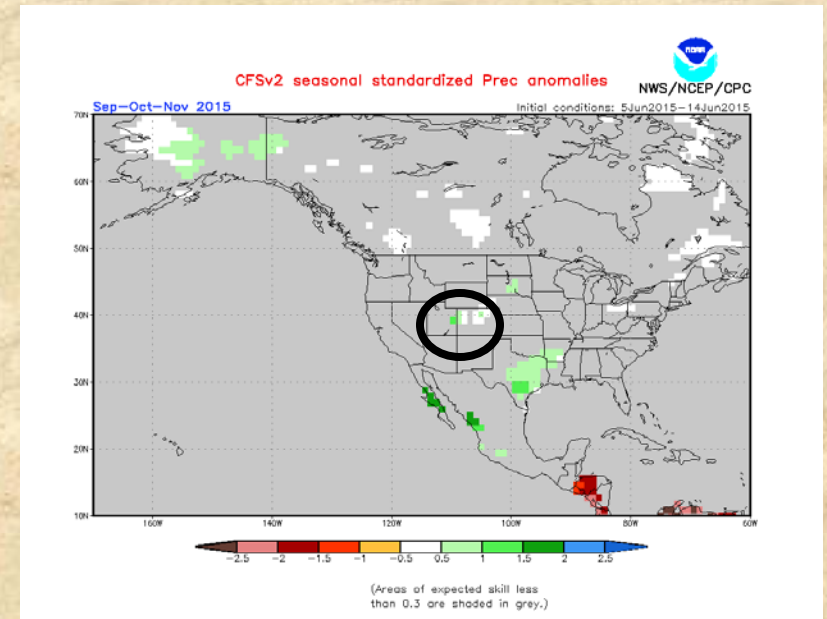 NOAA
CFSv2 seasonal standardized Prec anomalies
NWS/NCEP/CPC
Sep-Oct-Nov 2015
Initial conditions: 5Jun2015-14Jun2015
70N
60N
50N
40N
30N
20N
10N
160W 140W 120W 100W 80W 60W
-2.5 -2 -1.5 -1 -0.5 0.5 1 1.5 2 2.5
(Areas of expected skill less
than 0.3 are shaded in grey.)